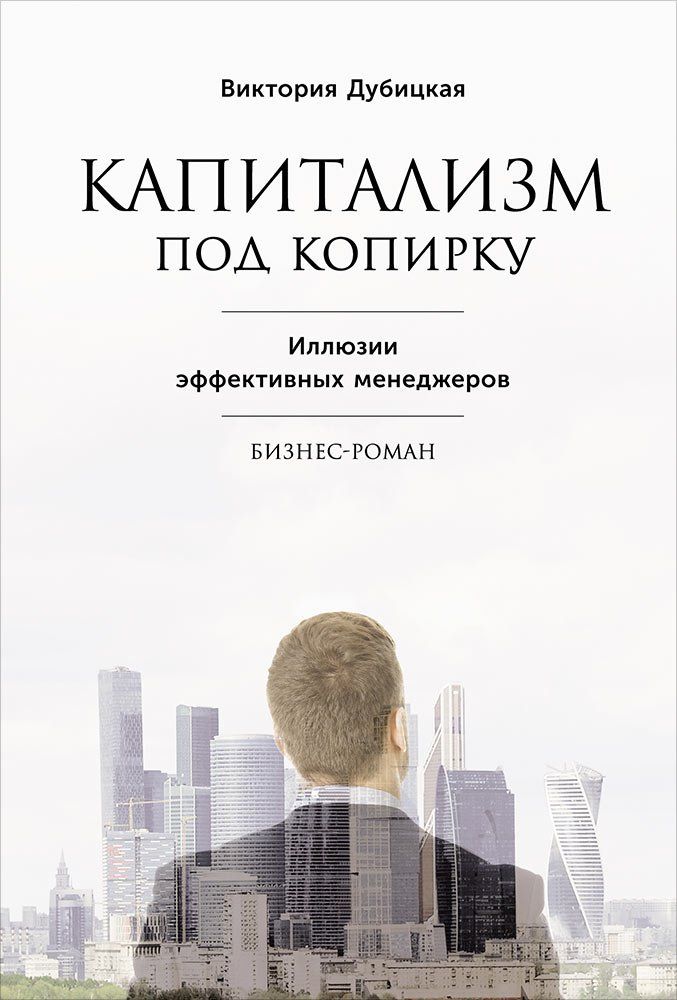 Виктория Дубицкая
КАПИТАЛИЗМ
ПОД КОПИРКУ
Иллюзии
эффективных менеджеров
БИЗНЕС-РОМАН